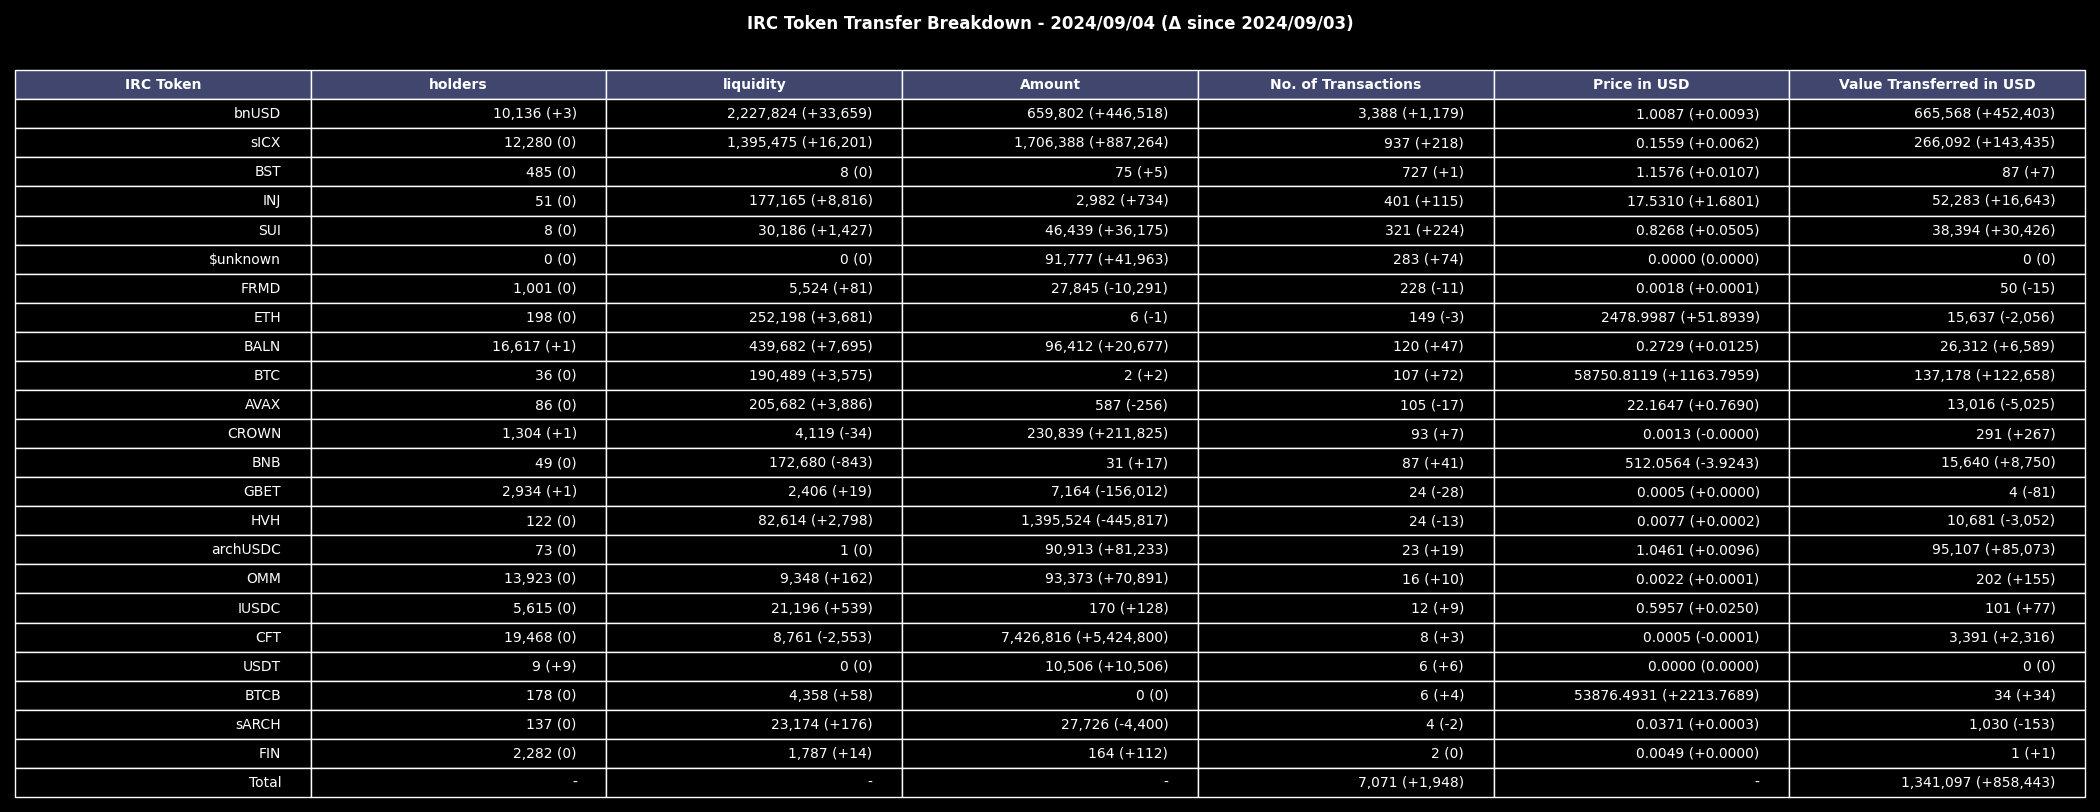 IRC Token Transfer Breakdown - 2024/09/04 (Δ since 2024/09/03)
IRC Token holders liquidity Amount No. of Transactions Price in USD Value Transferred in USD
bnUSD 10,136 (+3) 2,227,824 (+33,659) 659,802 (+446,518) 3,388 (+1,179) 1.0087 (+0.0093) 665,568 (+452,403)
sICX 12,280 (0) 1,395,475 (+16,201) 1,706,388 (+887,264) 937 (+218) 0.1559 (+0.0062) 266,092 (+143,435)
BST 485 (0) 8 (0) 75 (+5) 727 (+1) 1.1576 (+0.0107) 87 (+7)
INJ 51 (0) 177,165 (+8,816) 2,982 (+734) 401 (+115) 17.5310 (+1.6801) 52,283 (+16,643)
SUI 8 (0) 30,186 (+1,427) 46,439 (+36,175) 321 (+224) 0.8268 (+0.0505) 38,394 (+30,426)
$unknown 0 (0) 0 (0) 91,777 (+41,963) 283 (+74) 0.0000 (0.0000) 0 (0)
FRMD 1,001 (0) 5,524 (+81) 27,845 (-10,291) 228 (-11) 0.0018 (+0.0001) 50 (-15)
ETH 198 (0) 252,198 (+3,681) 6 (-1) 149 (-3) 2478.9987 (+51.8939) 15,637 (-2,056)
BALN 16,617 (+1) 439,682 (+7,695) 96,412 (+20,677) 120 (+47) 0.2729 (+0.0125) 26,312 (+6,589)
BTC 36 (0) 190,489 (+3,575) 2 (+2) 107 (+72) 58750.8119 (+1163.7959) 137,178 (+122,658)
AVAX 86 (0) 205,682 (+3,886) 587 (-256) 105 (-17) 22.1647 (+0.7690) 13,016 (-5,025)
CROWN 1,304 (+1) 4,119 (-34) 230,839 (+211,825) 93 (+7) 0.0013 (-0.0000) 291 (+267)
BNB 49 (0) 172,680 (-843) 31 (+17) 87 (+41) 512.0564 (-3.9243) 15,640 (+8,750)
GBET 2,934 (+1) 2,406 (+19) 7,164 (-156,012) 24 (-28) 0.0005 (+0.0000) 4 (-81)
HVH 122 (0) 82,614 (+2,798) 1,395,524 (-445,817) 24 (-13) 0.0077 (+0.0002) 10,681 (-3,052)
archUSDC 73 (0) 1 (0) 90,913 (+81,233) 23 (+19) 1.0461 (+0.0096) 95,107 (+85,073)
OMM 13,923 (0) 9,348 (+162) 93,373 (+70,891) 16 (+10) 0.0022 (+0.0001) 202 (+155)
IUSDC 5,615 (0) 21,196 (+539) 170 (+128) 12 (+9) 0.5957 (+0.0250) 101 (+77)
CFT 19,468 (0) 8,761 (-2,553) 7,426,816 (+5,424,800) 8 (+3) 0.0005 (-0.0001) 3,391 (+2,316)
USDT 9 (+9) 0 (0) 10,506 (+10,506) 6 (+6) 0.0000 (0.0000) 0 (0)
BTCB 178 (0) 4,358 (+58) 0 (0) 6 (+4) 53876.4931 (+2213.7689) 34 (+34)
sARCH 137 (0) 23,174 (+176) 27,726 (-4,400) 4 (-2) 0.0371 (+0.0003) 1,030 (-153)
FIN 2,282 (0) 1,787 (+14) 164 (+112) 2 (0) 0.0049 (+0.0000) 1 (+1)
Total - - - 7,071 (+1,948) - 1,341,097 (+858,443)